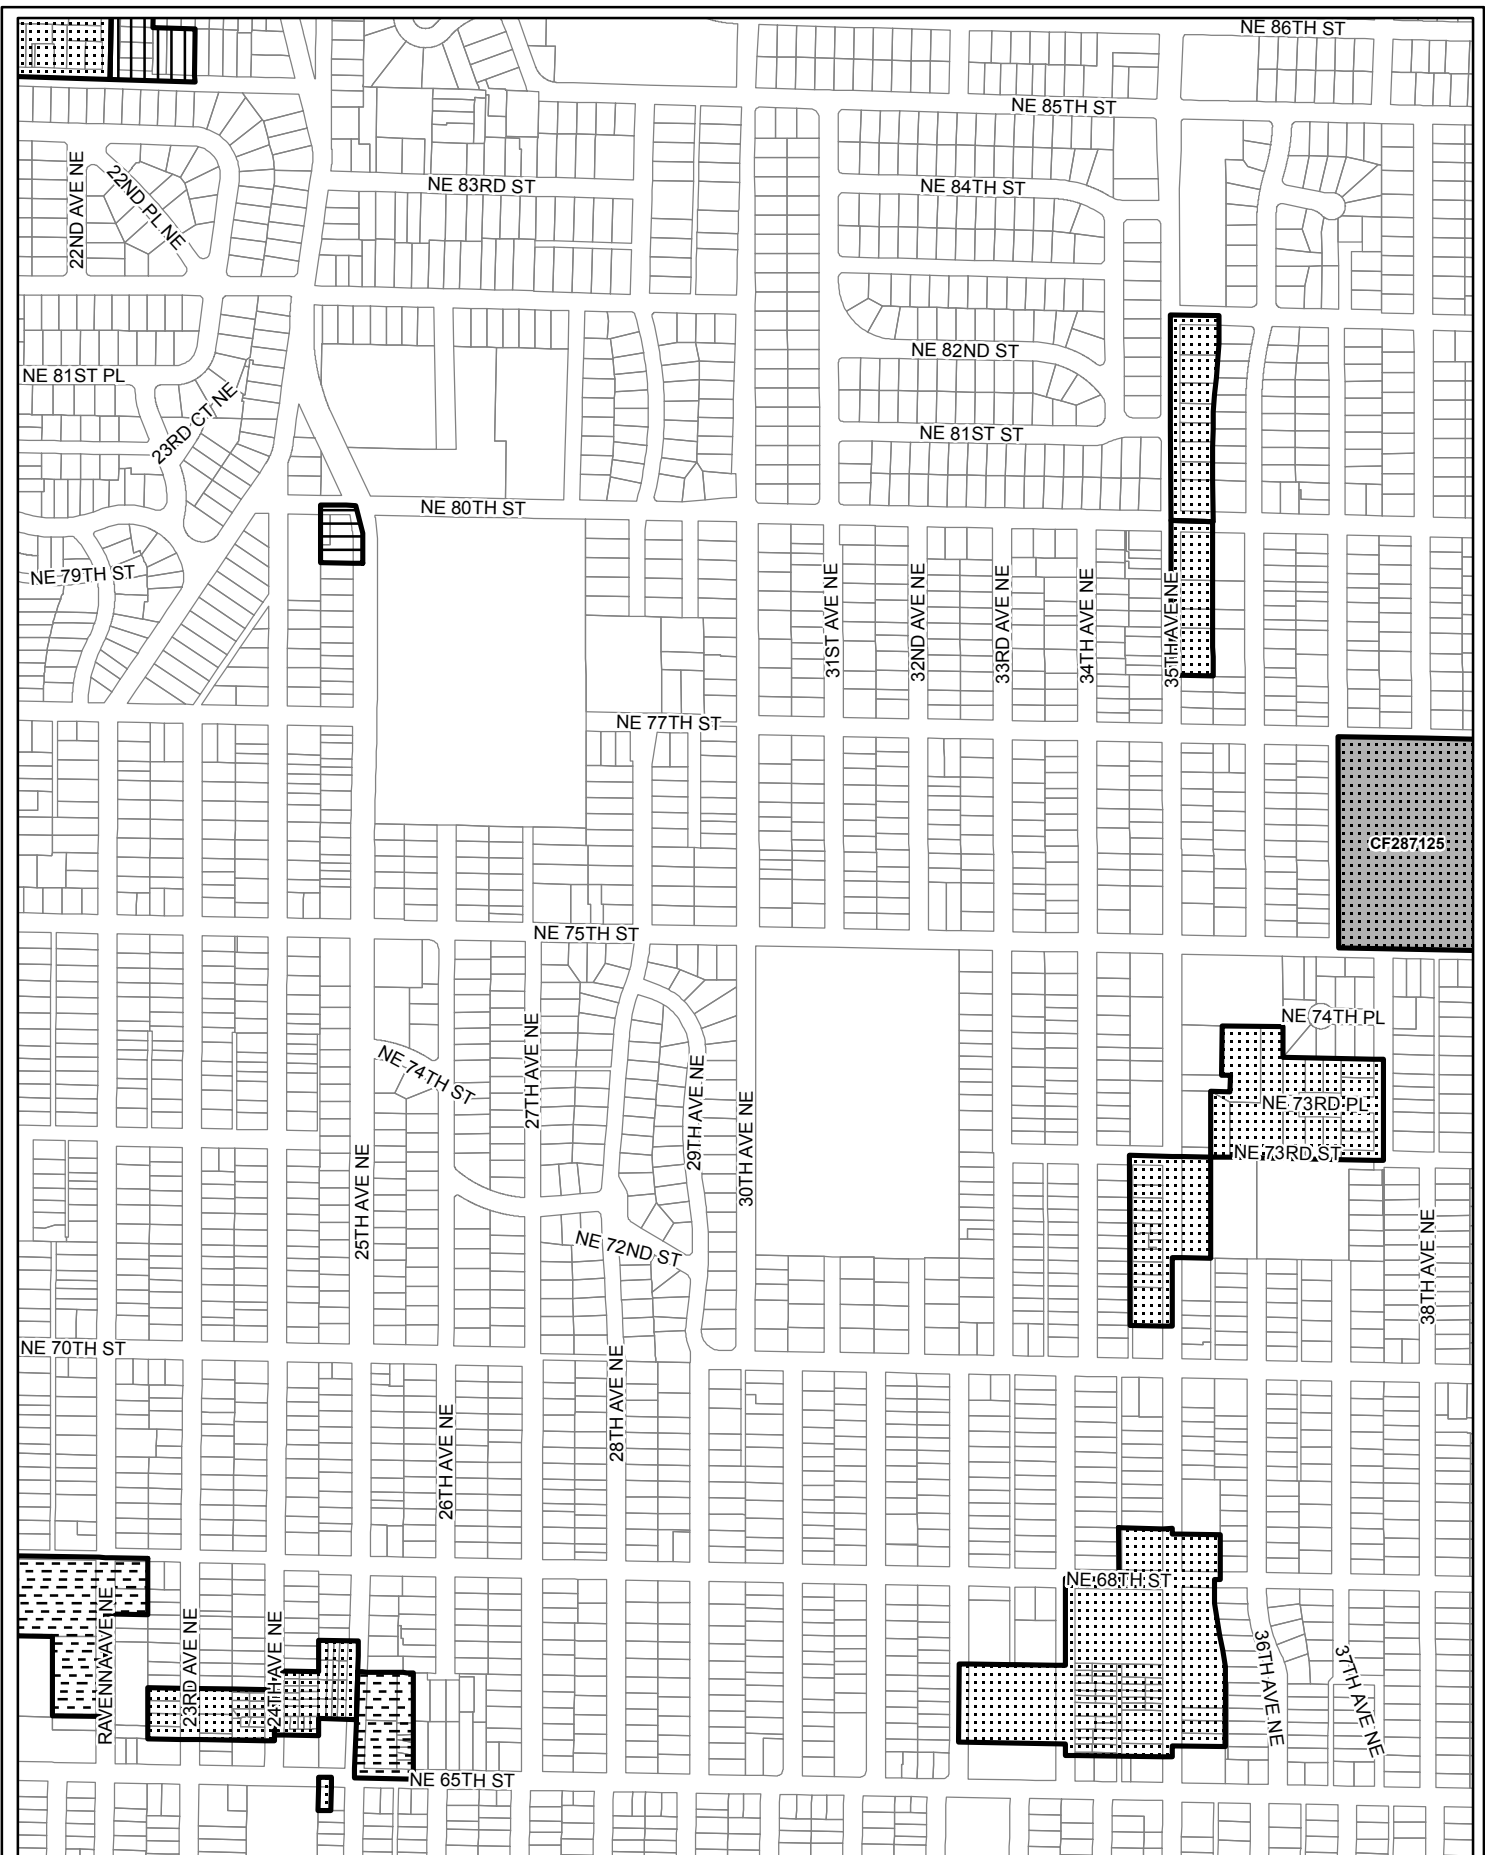 NE 86TH ST
NE 85TH ST
NE 83RD ST
NE 84TH ST
22ND AVE NE
22ND PL NE
NE 82ND ST
NE 81ST PL
23RD CT NE
NE 81ST ST
NE 80TH ST
NE 79TH ST
31ST AVE NE
32ND AVE NE
33RD AVE NE
34TH AVE NE
35TH AVE NE
NE 77TH ST
CF287125
NE 75TH ST
NE 74TH PL
NE 74TH ST
27TH AVE NE
29TH AVE NE
30TH AVE NE
NE 73RD PL
NE 73RD ST
25TH AVE NE
NE 72ND ST
38TH AVE NE
NE 70TH ST
28TH AVE NE
26TH AVE NE
NE 68TH ST
RAVENNA AVE NE
23RD AVE NE
24TH AVE NE
36TH AVE NE
37TH AVE NE
NE 65TH ST